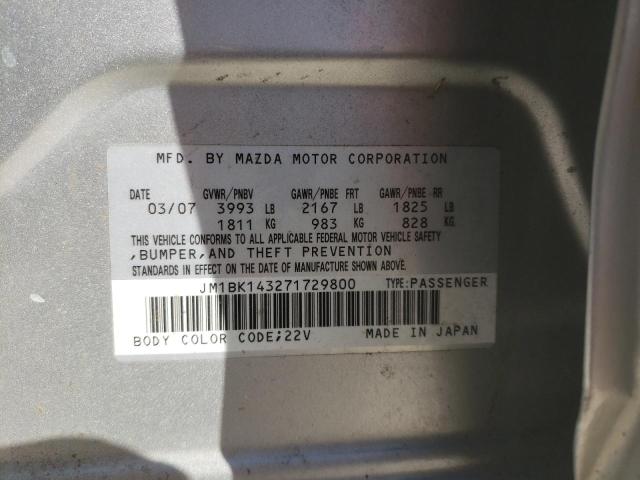 MFD. BY MAZDA MOTOR CORPORATION
DATE GVWR/PNBV GAWR/PNBE FRT GAWR/PNBE RR
03/07 3993 LB 2167 LB 1825 LB
1811 KG 983 KG 828 KG.
THIS VEHICLE CONFORMS TO ALL APPLICABLE FEDERAL MOTOR VEHICLE SAFETY
,BUMPER,AND THEFT PREVENTION
STANDARDS IN EFFECT ON THE DATE OF MANUFACTURE SHOWN ABOVE.
JM1BK143271729800 TYPE:PASSENGER
BODY COLOR CODE;22V MADE IN JAPAN